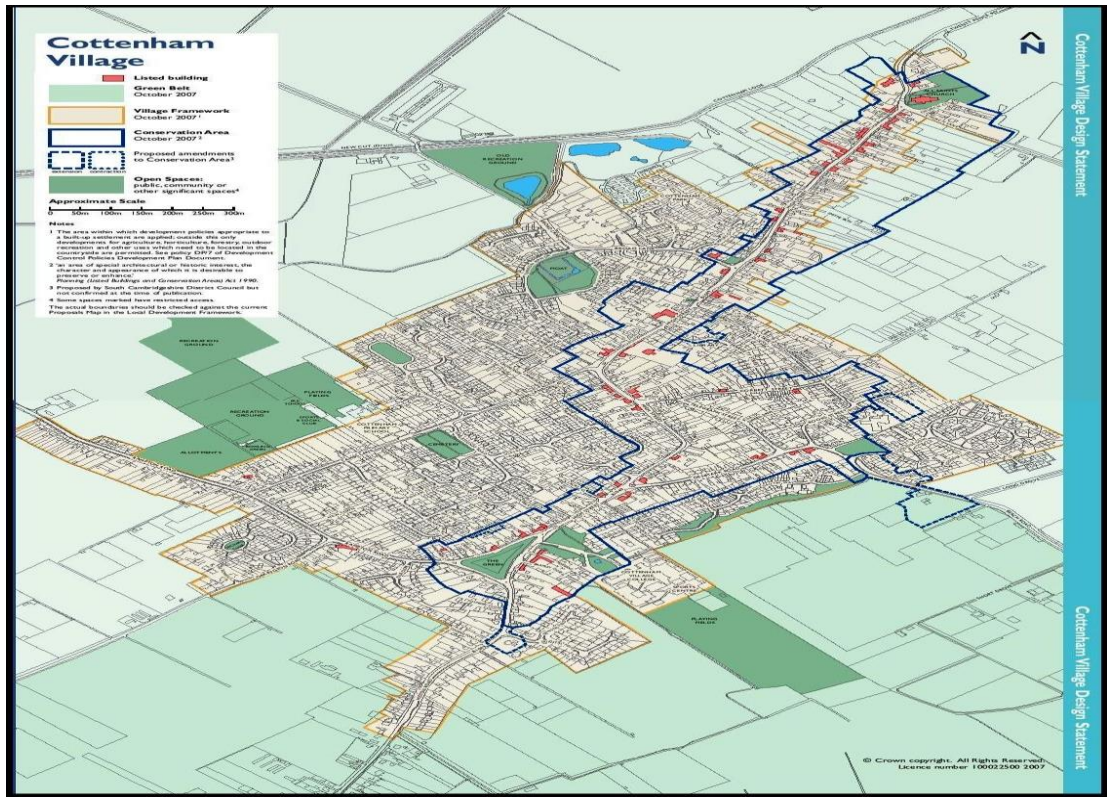 Cottenham
Village
Listed building
Green Belt
October 2007
Village Framework
October 2007 ¹
Conservation Area
October 2007 ²
Proposed amendments
to Conservation Area³
extension
Open Spaces:
public, community or
other significant spaces⁴
Approximate Scale
0 50m 100m 150m 200m 250m 300m
Notes
1 The area within which development policies appropriate to
a built-up settlement are applied; outside this only
developments for agriculture, horticulture, forestry, outdoor
recreation and other uses which need to be located in the
countryside are permitted. See policy DP/7 of Development
Control Policies Development Plan Document.
2 'an area of special architectural or historic interest, the
character and appearance of which it is desirable to
preserve or enhance.'
Planning (Listed Buildings and Conservation Areas) Act 1990.
3 Proposed by South Cambridgeshire District Council but
not confirmed at the time of publication.
4 Some spaces marked have restricted access.
The actual boundaries should be checked against the current
Proposals Map in the Local Development Framework.
N
Cottenham Village Design Statement
OLD
RECREATION
GROUND
ALL SAINTS
CHURCH
MOAT
RECREATION
GROUND
PLAYING
FIELDS
RECREATION
GROUND
ALLOTMENTS
COTTENHAM
PRIMARY
SCHOOL
CEMETERY
THE
GREEN
COTTENHAM
VILLAGE
COLLEGE
SPORTS
CENTRE
PLAYING
FIELDS
Cottenham Village Design Statement
© Crown copyright. All Rights Reserved.
Licence number 100022500 2007